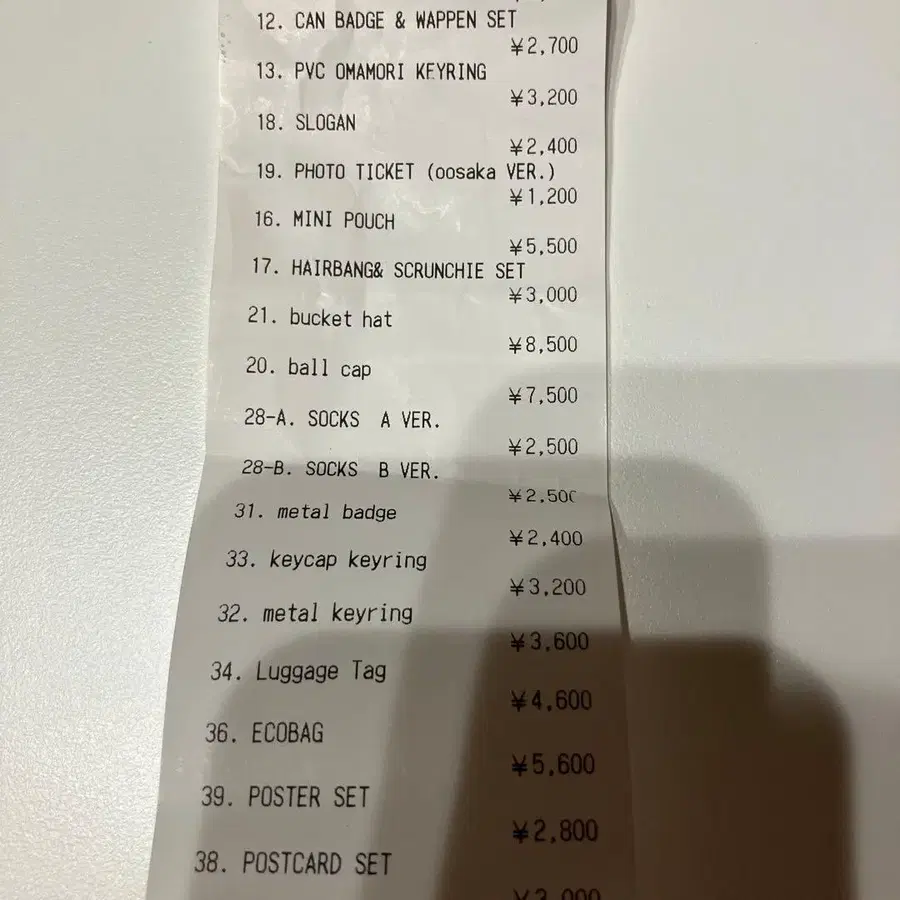 12. CAN BADGE & WAPPEN SET
¥2,700
13. PVC OMAMORI KEYRING
¥3,200
18. SLOGAN
¥2,400
19. PHOTO TICKET (oosaka VER.)
¥1,200
16. MINI POUCH
¥5,500
17. HAIRBANG& SCRUNCHIE SET
¥3,000
21. bucket hat
¥8,500
20. ball cap
¥7,500
28-A. SOCKS A VER.
¥2,500
28-B. SOCKS B VER.
¥2,500
31. metal badge
¥2,400
33. keycap keyring
¥3,200
32. metal keyring
¥3,600
34. Luggage Tag
¥4,600
36. ECOBAG
¥5,600
39. POSTER SET
¥2,800
38. POSTCARD SET